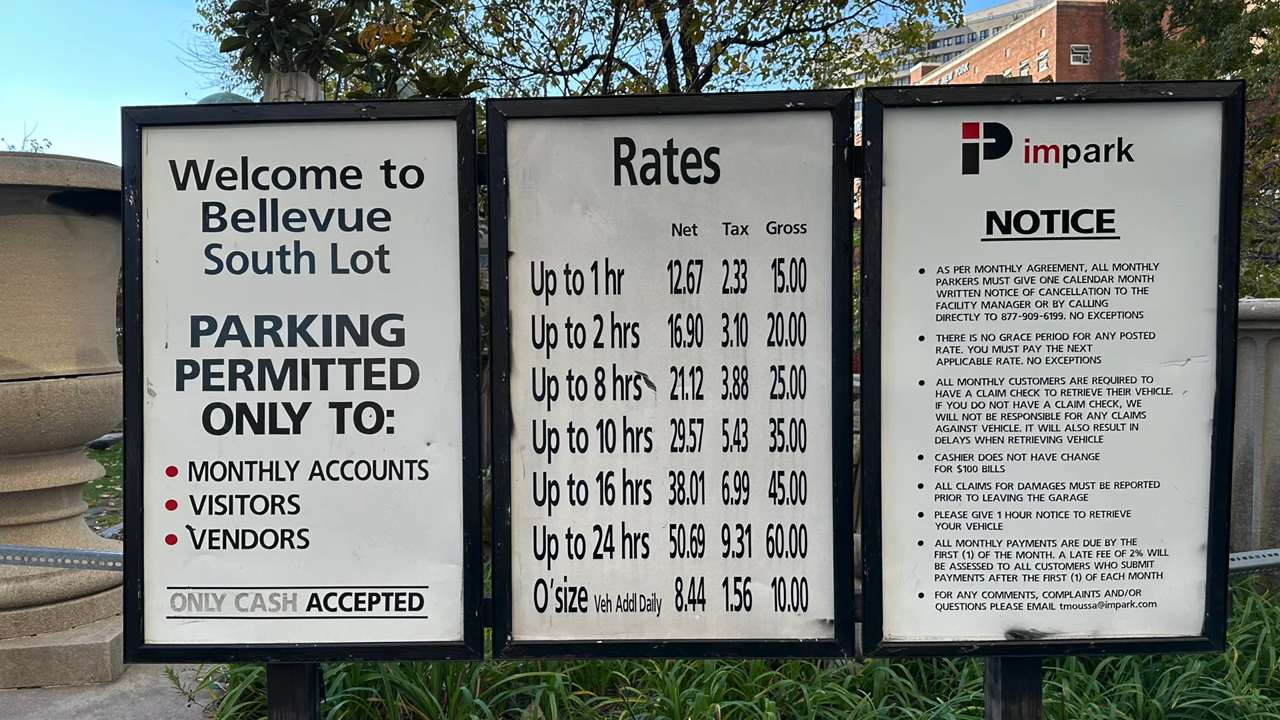 Welcome to
Bellevue
South Lot
PARKING
PERMITTED
ONLY TO:
• MONTHLY ACCOUNTS
• VISITORS
• VENDORS
ONLY CASH ACCEPTED
Rates
Net Tax Gross
Up to 1 hr 12.67 2.33 15.00
Up to 2 hrs 16.90 3.10 20.00
Up to 8 hrs 21.12 3.88 25.00
Up to 10 hrs 29.57 5.43 35.00
Up to 16 hrs 38.01 6.99 45.00
Up to 24 hrs 50.69 9.31 60.00
O'size Veh Addl Daily 8.44 1.56 10.00
impark
NOTICE
• AS PER MONTHLY AGREEMENT, ALL MONTHLY
PARKERS MUST GIVE ONE CALENDAR MONTH
WRITTEN NOTICE OF CANCELLATION TO THE
FACILITY MANAGER OR BY CALLING
DIRECTLY TO 877-909-6199. NO EXCEPTIONS
• THERE IS NO GRACE PERIOD FOR ANY POSTED
RATE. YOU MUST PAY THE NEXT
APPLICABLE RATE. NO EXCEPTIONS
• ALL MONTHLY CUSTOMERS ARE REQUIRED TO
HAVE A CLAIM CHECK TO RETRIEVE THEIR VEHICLE.
IF YOU DO NOT HAVE A CLAIM CHECK, WE
WILL NOT BE RESPONSIBLE FOR ANY CLAIMS
AGAINST VEHICLE. IT WILL ALSO RESULT IN
DELAYS WHEN RETRIEVING VEHICLE
• CASHIER DOES NOT HAVE CHANGE
FOR $100 BILLS
• ALL CLAIMS FOR DAMAGES MUST BE REPORTED
PRIOR TO LEAVING THE GARAGE
• PLEASE GIVE 1 HOUR NOTICE TO RETRIEVE
YOUR VEHICLE
• ALL MONTHLY PAYMENTS ARE DUE BY THE
FIRST (1) OF THE MONTH. A LATE FEE OF 2% WILL
BE ASSESSED TO ALL CUSTOMERS WHO SUBMIT
PAYMENTS AFTER THE FIRST (1) OF EACH MONTH
• FOR ANY COMMENTS, COMPLAINTS AND/OR
QUESTIONS PLEASE EMAIL tmoussa@impark.com
NEW YORK